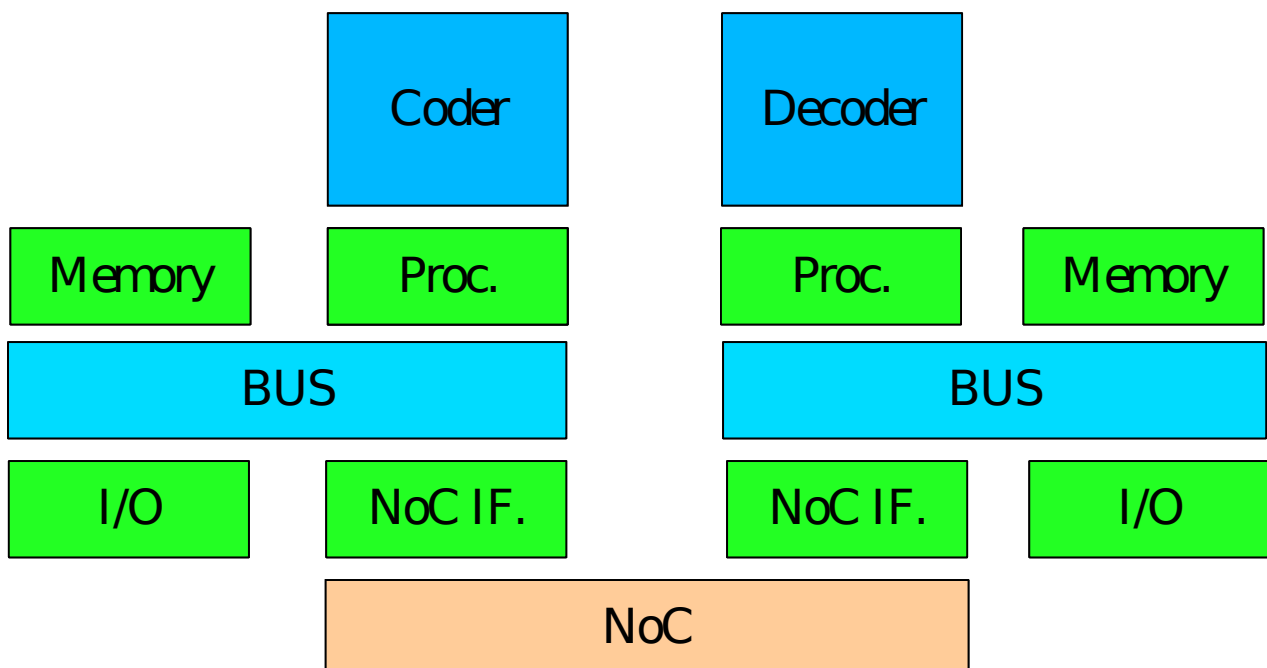 Coder
Decoder
Memory
Proc.
Proc.
Memory
BUS
BUS
I/O
NoC IF.
NoC IF.
I/O
NoC